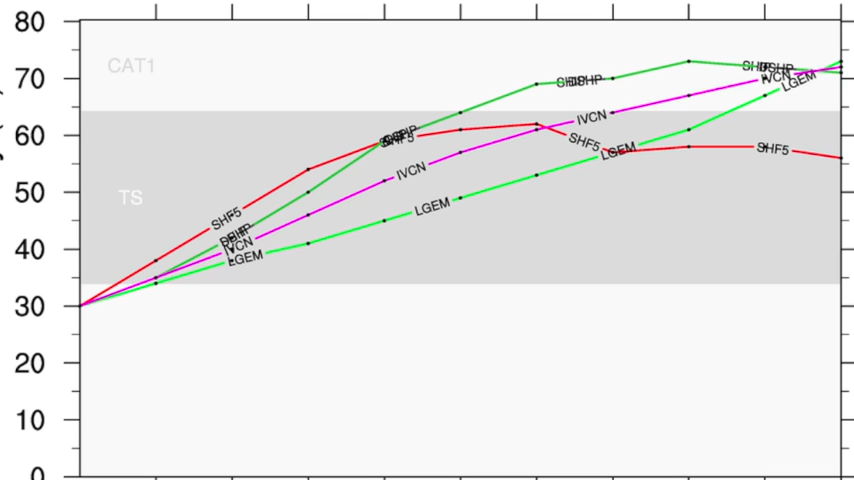 80
CAT1
70
SHIP DSHP
IVCN
LGEM
60
SHF5
IVCN
SHF5
LGEM
SHF5
50
TS
IVCN
SHF5
LGEM
40
DSHP
IVCN
LGEM
30
20
10
0